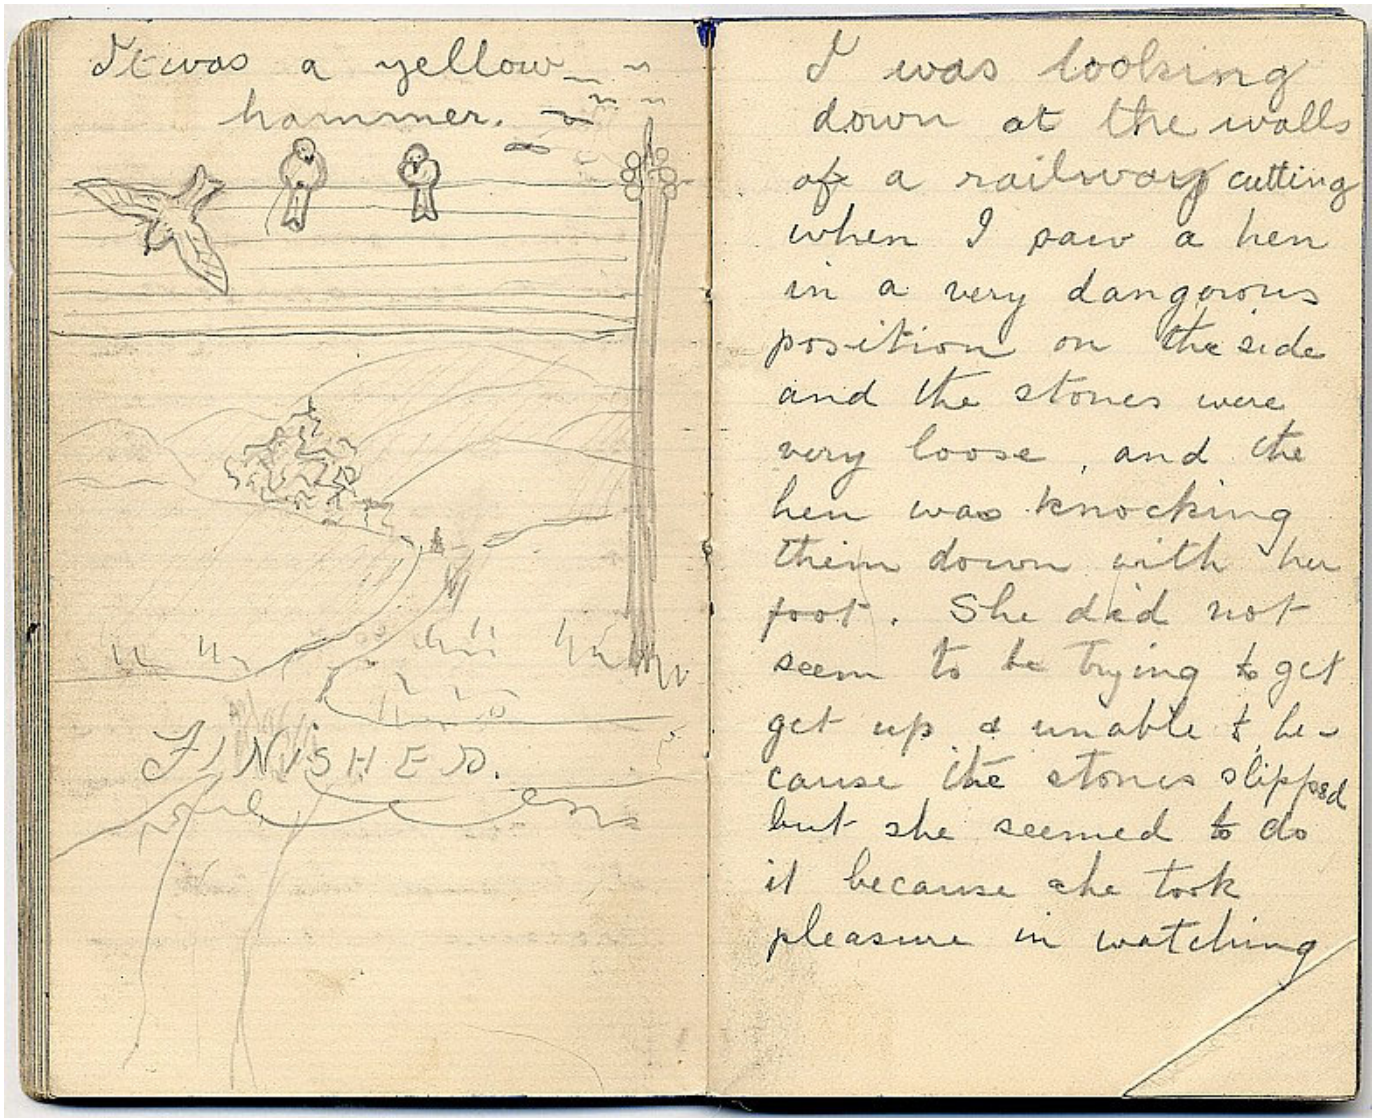 It was a yellow
hammer.
FINISHED.
I was looking
down at the walls
of a railway cutting
when I saw a hen
in a very dangorous
position on the side
and the stones were
very loose, and the
hen was knocking
them down with her
foot. She did not
seem to be trying to get
get up & unable t be-
cause the stones slipped
but she seemed to do
it because she took
pleasure in watching